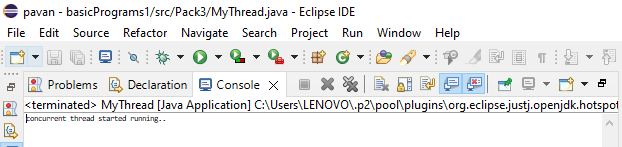 pavan - basicPrograms1/src/Pack3/MyThread.java - Eclipse IDE
File Edit Source Refactor Navigate Search Project Run Window Help
Problems Declaration Console
<terminated> MyThread [Java Application] C:\Users\LENOVO\.p2\pool\plugins\org.eclipse.justj.openjdk.hotspot
concurrent thread started running..